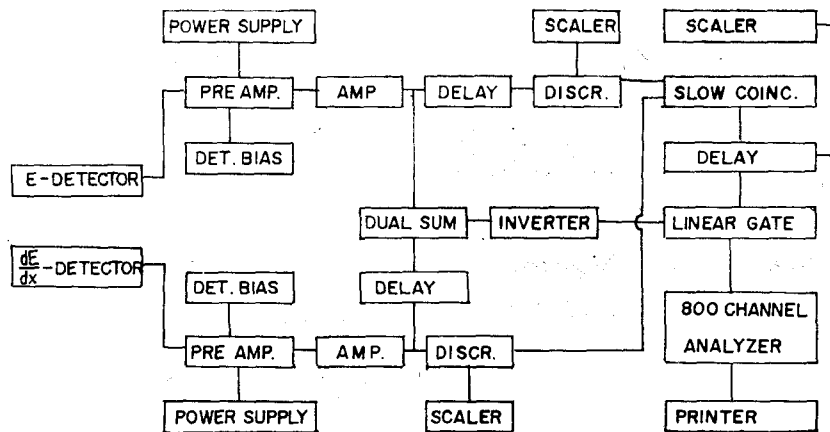 POWER SUPPLY
SCALER
SCALER
PRE AMP.
AMP
DELAY
DISCR.
SLOW COINC.
DET. BIAS
DELAY
E-DETECTOR
DUAL SUM
INVERTER
LINEAR GATE
dE/dx-DETECTOR
DET. BIAS
DELAY
800 CHANNEL
ANALYZER
PRE AMP.
AMP.
DISCR.
POWER SUPPLY
SCALER
PRINTER